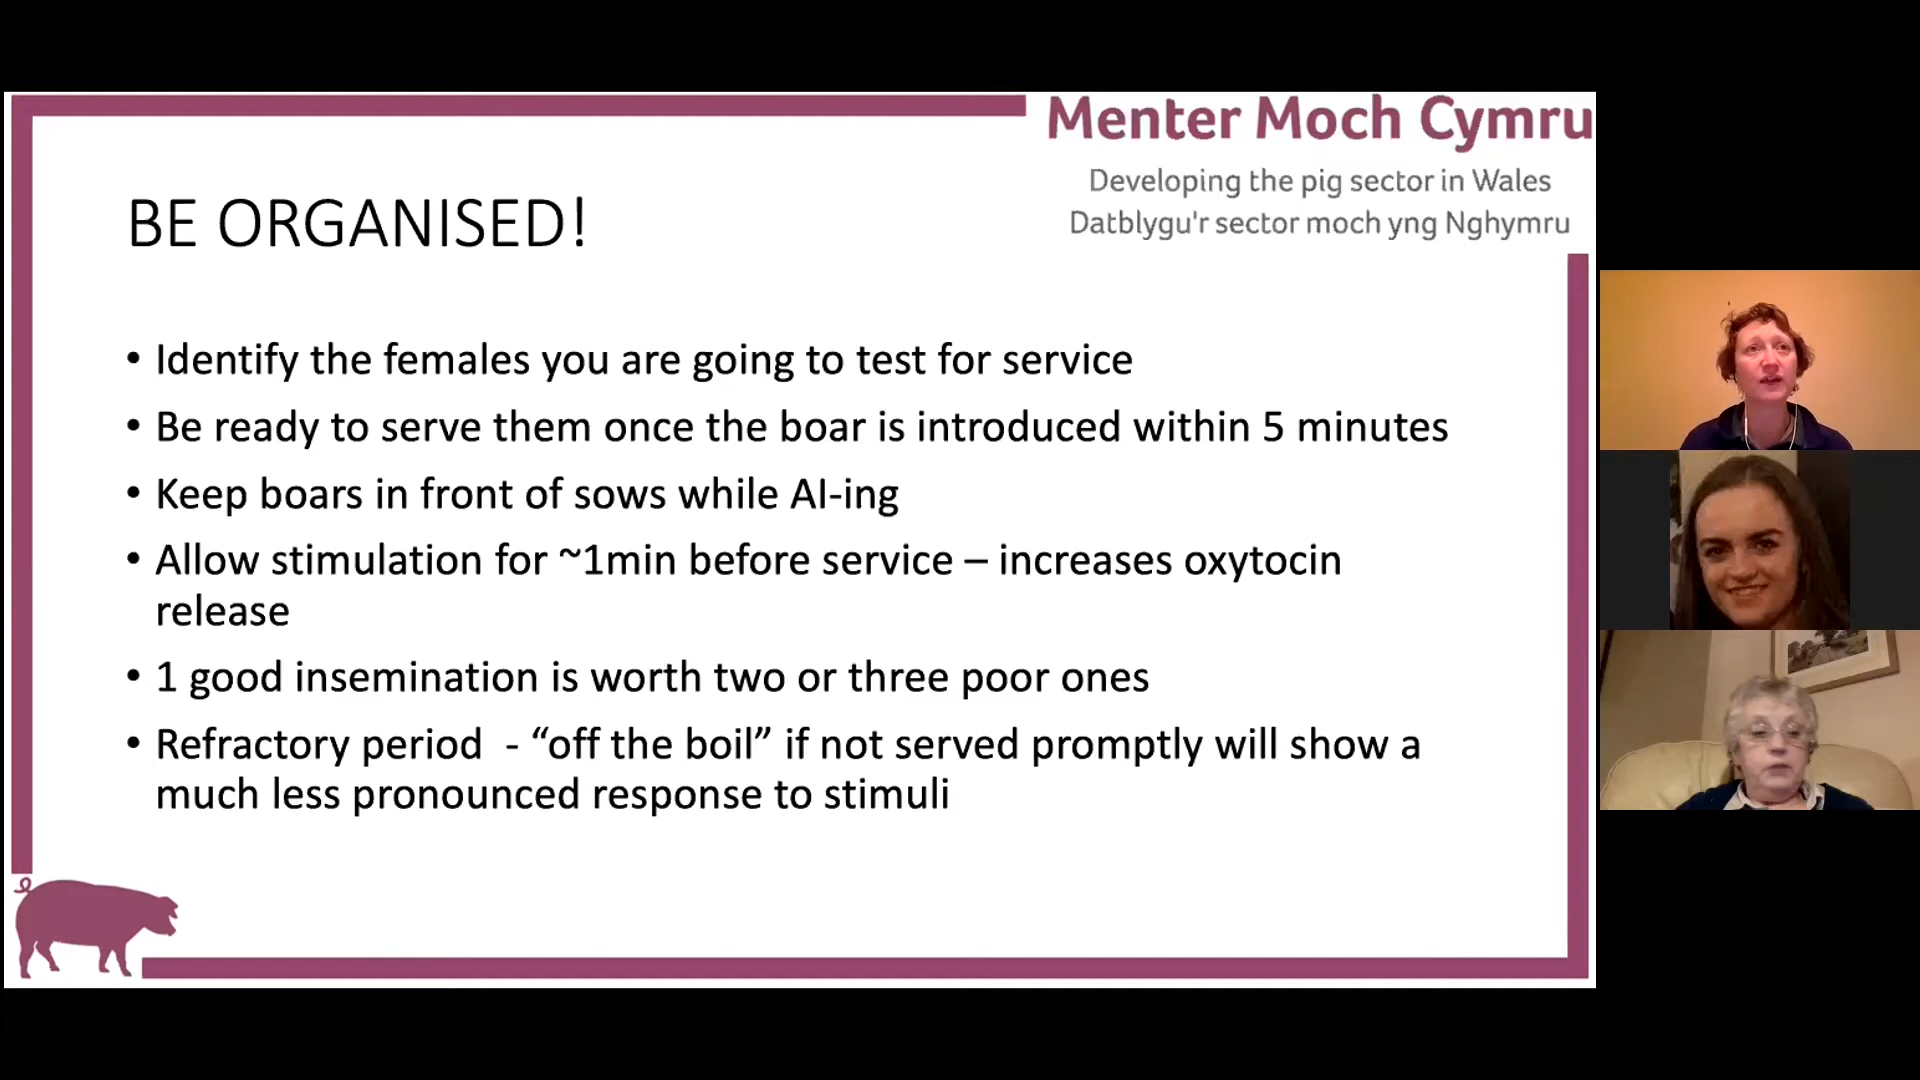 Menter Moch Cymru
Developing the pig sector in Wales
Datblygu'r sector moch yng Nghymru
BE ORGANISED!
• Identify the females you are going to test for service
• Be ready to serve them once the boar is introduced within 5 minutes
• Keep boars in front of sows while AI-ing
• Allow stimulation for ~1min before service – increases oxytocin
release
• 1 good insemination is worth two or three poor ones
• Refractory period  - “off the boil” if not served promptly will show a
much less pronounced response to stimuli